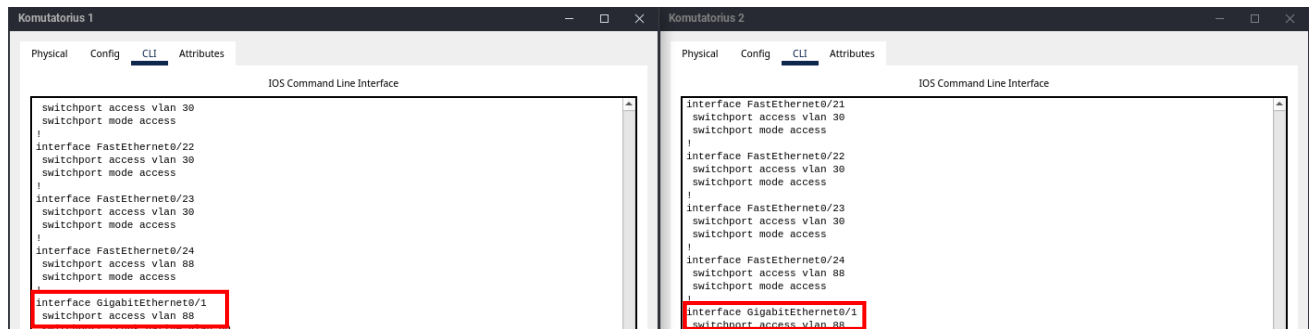 Komutatorius 1
Physical Config CLI Attributes
IOS Command Line Interface
switchport access vlan 30
switchport mode access
!
interface FastEthernet0/22
switchport access vlan 30
switchport mode access
!
interface FastEthernet0/23
switchport access vlan 30
switchport mode access
!
interface FastEthernet0/24
switchport access vlan 88
switchport mode access
!
interface GigabitEthernet0/1
switchport access vlan 88
Komutatorius 2
Physical Config CLI Attributes
IOS Command Line Interface
interface FastEthernet0/21
switchport access vlan 30
switchport mode access
!
interface FastEthernet0/22
switchport access vlan 30
switchport mode access
!
interface FastEthernet0/23
switchport access vlan 30
switchport mode access
!
interface FastEthernet0/24
switchport access vlan 88
switchport mode access
!
interface GigabitEthernet0/1
switchport access vlan 88